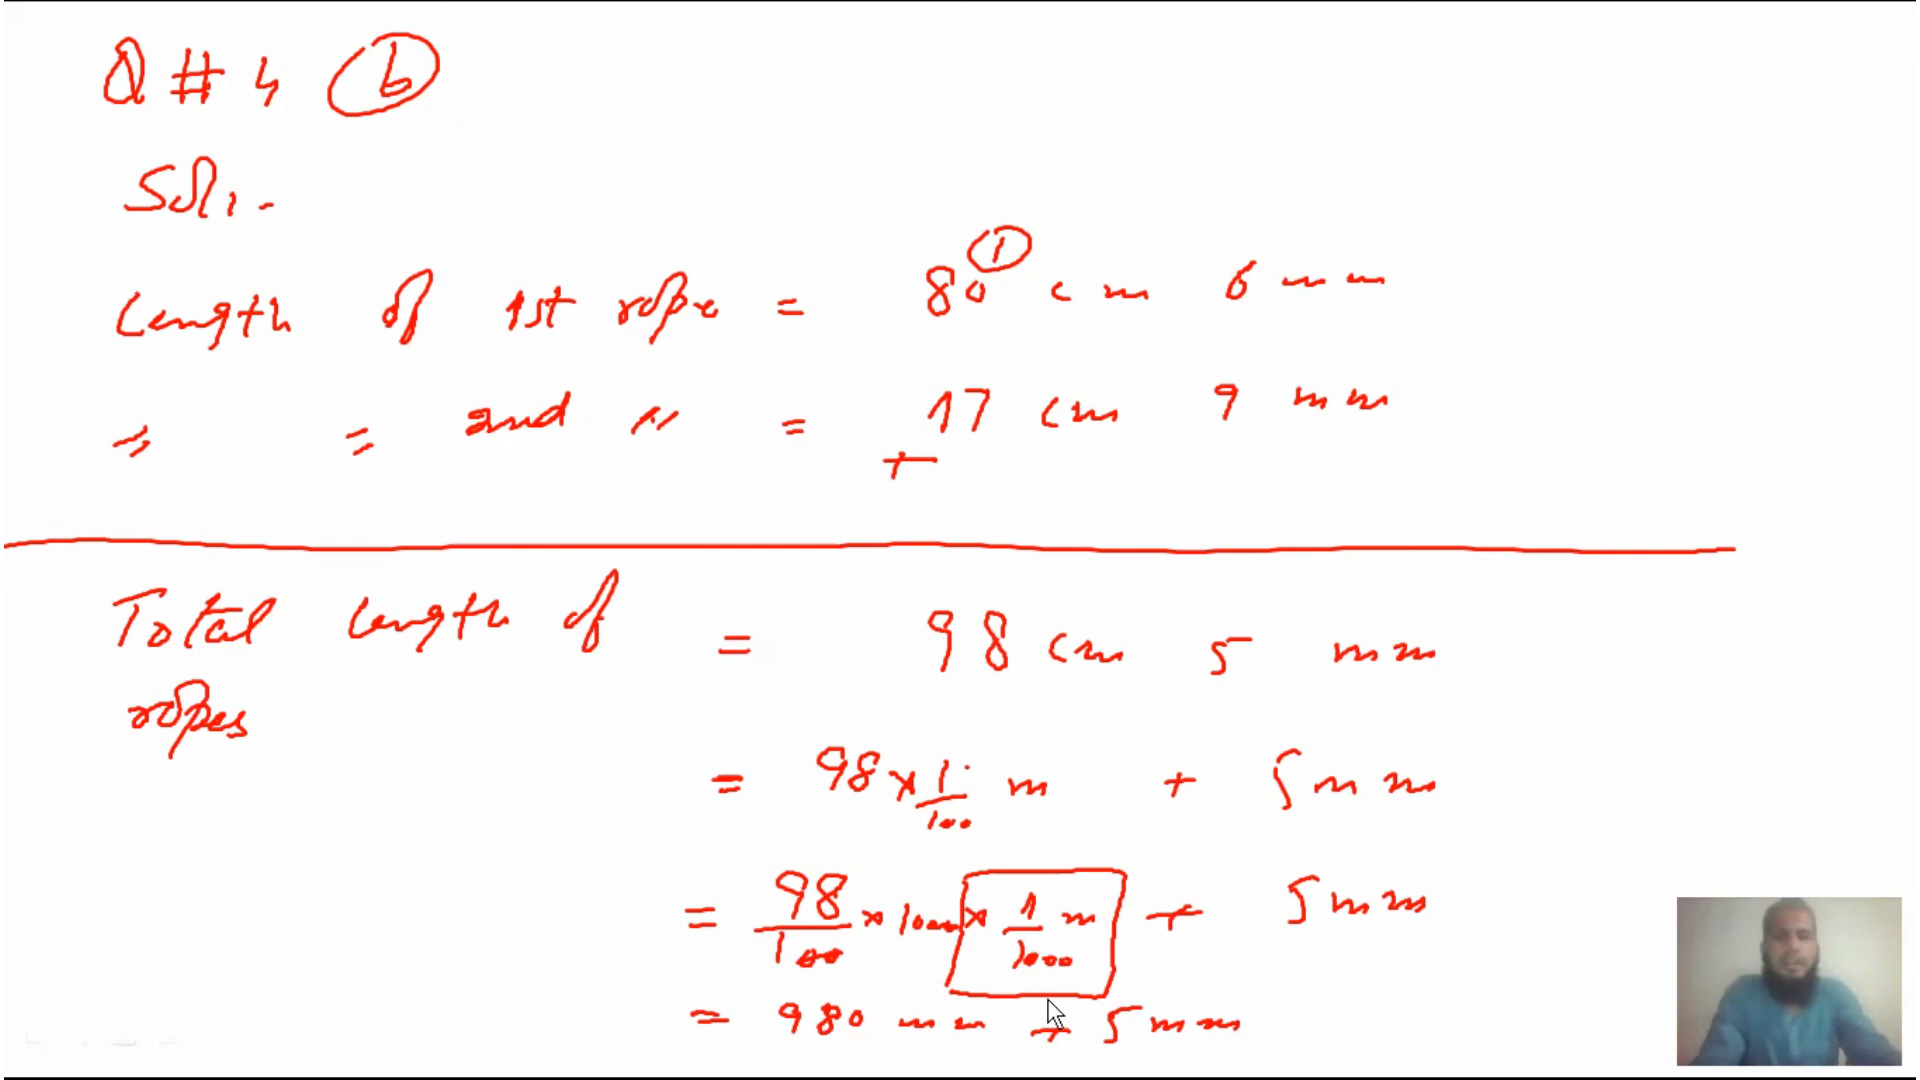 Q # 4 b
Sol:-
Length of 1st rope = 80 ① cm 6 mm
〃 = 2nd 〃 = 17 cm 9 mm
+
Total length of = 98 cm 5 mm
ropes
= 98 × 1/100 m + 5 mm
= 98/100 × 1000 × 1/1000 m + 5 mm
= 980 mm + 5 mm